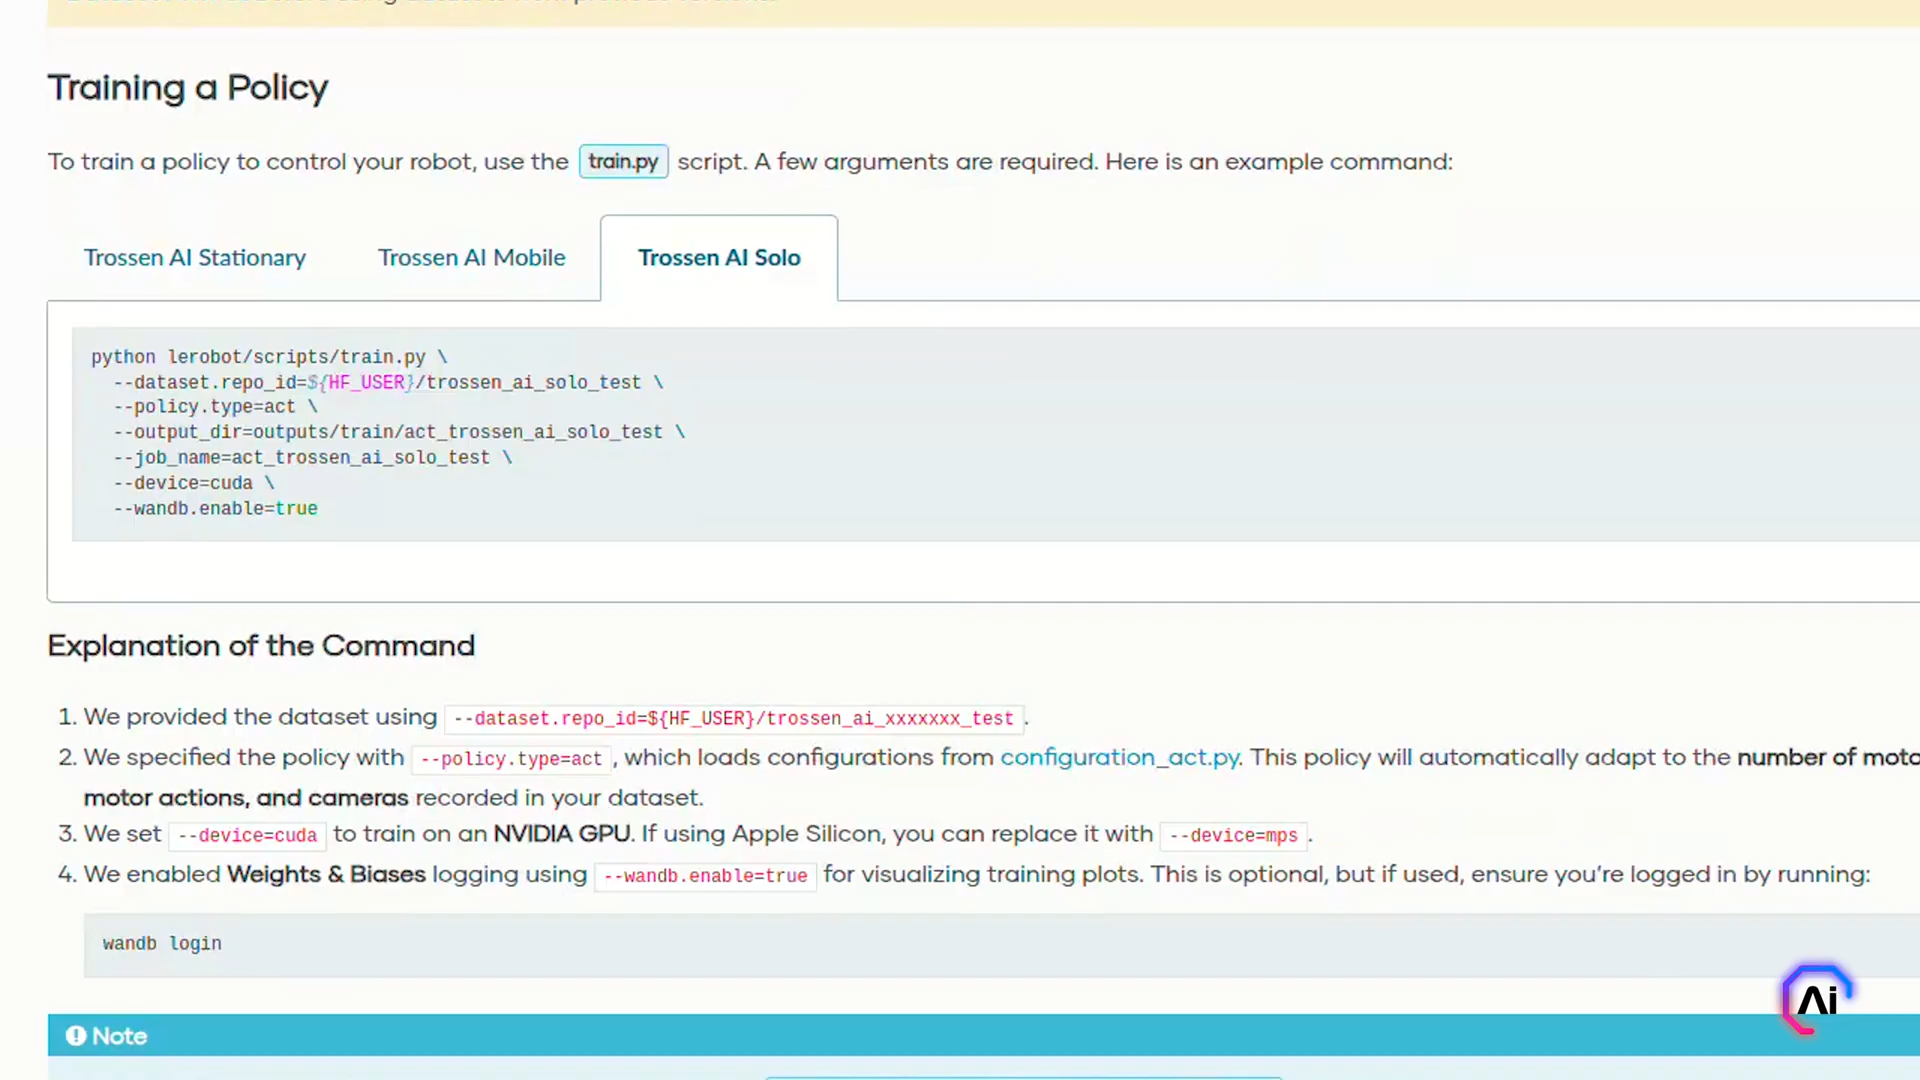 Training a Policy
To train a policy to control your robot, use the train.py script. A few arguments are required. Here is an example command:
Trossen AI Stationary Trossen AI Mobile Trossen AI Solo
python lerobot/scripts/train.py \
--dataset.repo_id=${HF_USER}/trossen_ai_solo_test \
--policy.type=act \
--output_dir=outputs/train/act_trossen_ai_solo_test \
--job_name=act_trossen_ai_solo_test \
--device=cuda \
--wandb.enable=true
Explanation of the Command
1. We provided the dataset using --dataset.repo_id=${HF_USER}/trossen_ai_xxxxxxx_test.
2. We specified the policy with --policy.type=act, which loads configurations from configuration_act.py. This policy will automatically adapt to the number of moto
motor actions, and cameras recorded in your dataset.
3. We set --device=cuda to train on an NVIDIA GPU. If using Apple Silicon, you can replace it with --device=mps.
4. We enabled Weights & Biases logging using --wandb.enable=true for visualizing training plots. This is optional, but if used, ensure you're logged in by running:
wandb login
Ai
Note